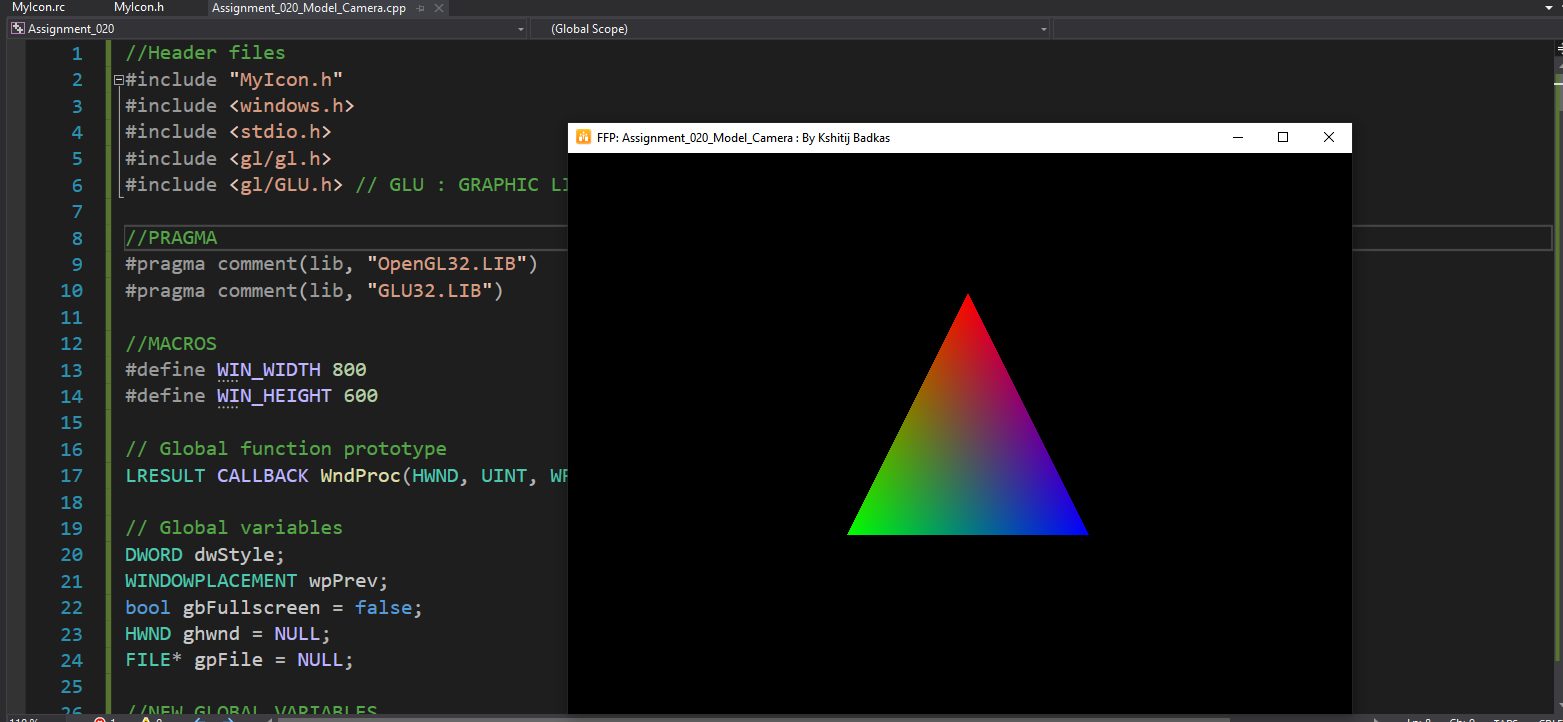 MyIcon.rc MyIcon.h Assignment_020_Model_Camera.cpp
Assignment_020 (Global Scope)
1 //Header files
2 #include "MyIcon.h"
3 #include <windows.h>
4 #include <stdio.h>
5 #include <gl/gl.h>
6 #include <gl/GLU.h> // GLU : GRAPHIC LI
7
8 //PRAGMA
9 #pragma comment(lib, "OpenGL32.LIB")
10 #pragma comment(lib, "GLU32.LIB")
11
12 //MACROS
13 #define WIN_WIDTH 800
14 #define WIN_HEIGHT 600
15
16 // Global function prototype
17 LRESULT CALLBACK WndProc(HWND, UINT,
18
19 // Global variables
20 DWORD dwStyle;
21 WINDOWPLACEMENT wpPrev;
22 bool gbFullscreen = false;
23 HWND ghwnd = NULL;
24 FILE* gpFile = NULL;
25
26 //NEW GLOBAL VARIABLES
FFP: Assignment_020_Model_Camera : By Kshitij Badkas